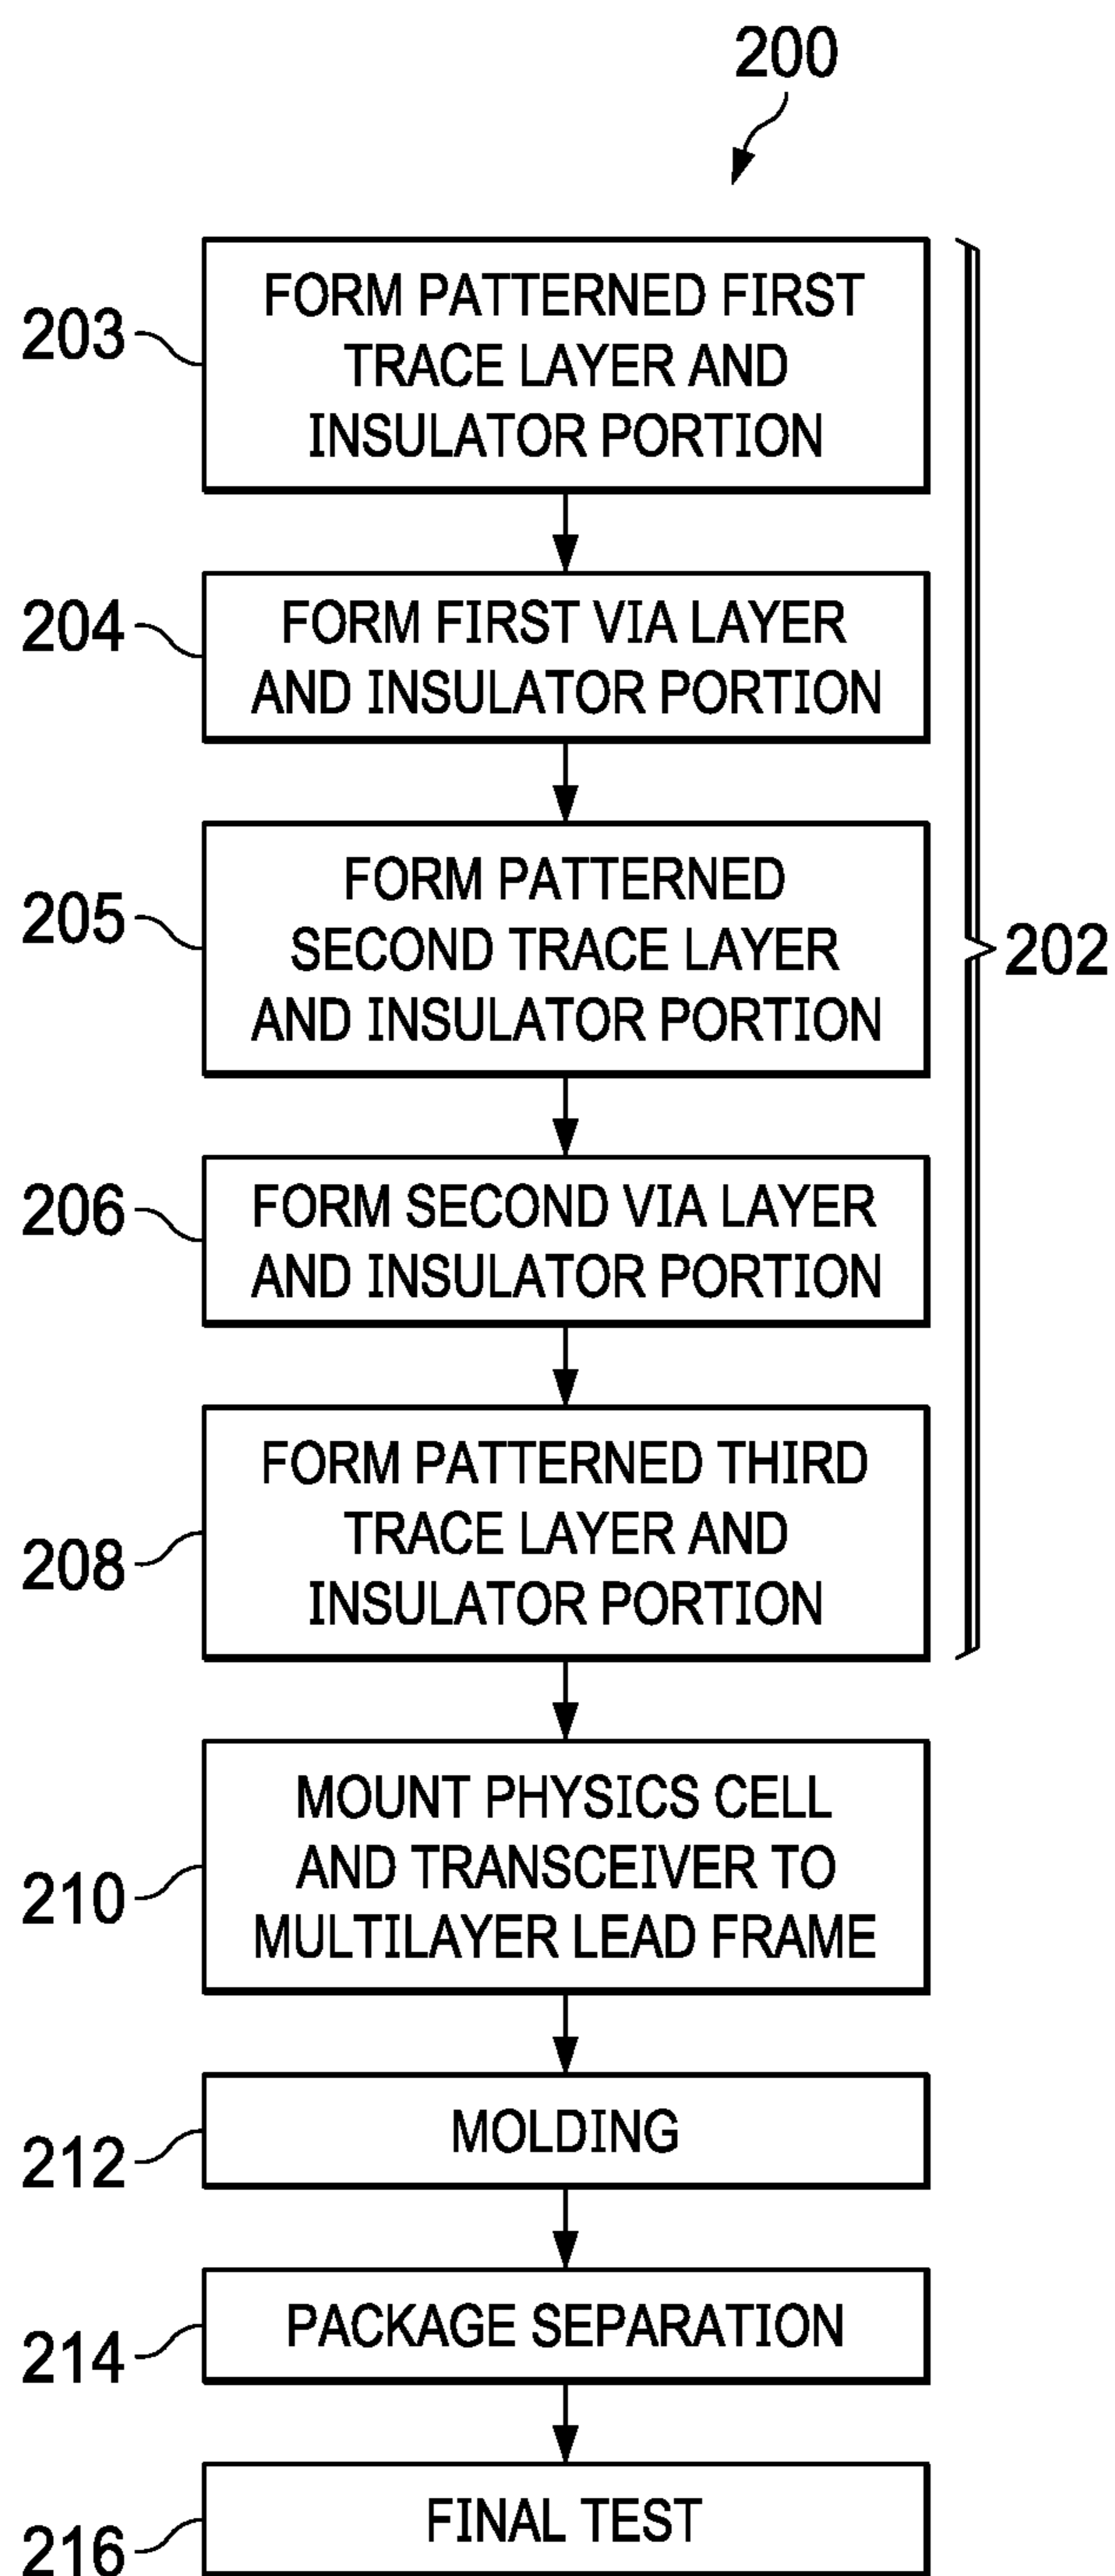 200
203
FORM PATTERNED FIRST
TRACE LAYER AND
INSULATOR PORTION
204
FORM FIRST VIA LAYER
AND INSULATOR PORTION
205
FORM PATTERNED
SECOND TRACE LAYER
AND INSULATOR PORTION
202
206
FORM SECOND VIA LAYER
AND INSULATOR PORTION
208
FORM PATTERNED THIRD
TRACE LAYER AND
INSULATOR PORTION
210
MOUNT PHYSICS CELL
AND TRANSCEIVER TO
MULTILAYER LEAD FRAME
212
MOLDING
214
PACKAGE SEPARATION
216
FINAL TEST